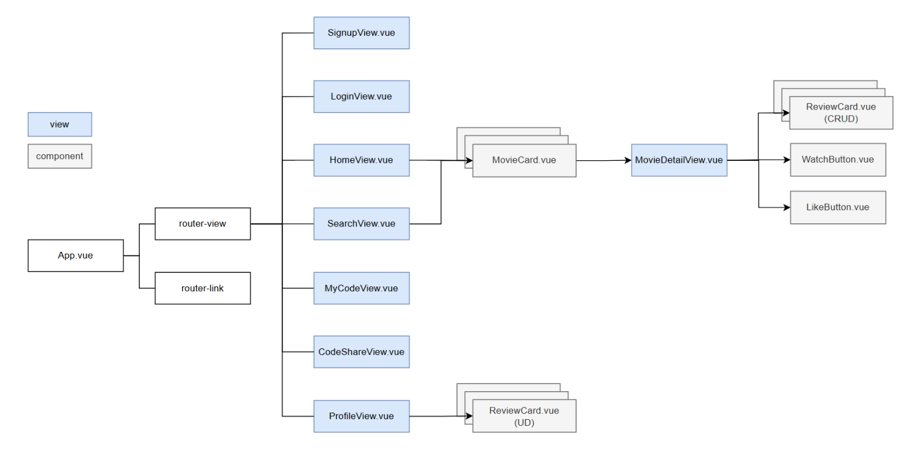 view
component
App.vue
router-view
router-link
SignupView.vue
LoginView.vue
HomeView.vue
SearchView.vue
MyCodeView.vue
CodeShareView.vue
ProfileView.vue
MovieCard.vue
ReviewCard.vue
(UD)
MovieDetailView.vue
ReviewCard.vue
(CRUD)
WatchButton.vue
LikeButton.vue